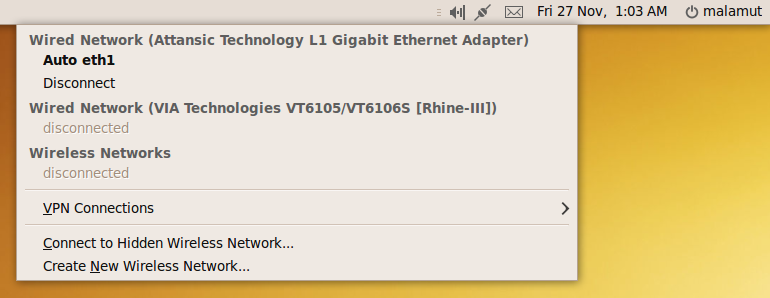 Fri 27 Nov, 1:03 AM malamut
Wired Network (Attansic Technology L1 Gigabit Ethernet Adapter)
Auto eth1
Disconnect
Wired Network (VIA Technologies VT6105/VT6106S [Rhine-III])
disconnected
Wireless Networks
disconnected
VPN Connections
Connect to Hidden Wireless Network...
Create New Wireless Network...